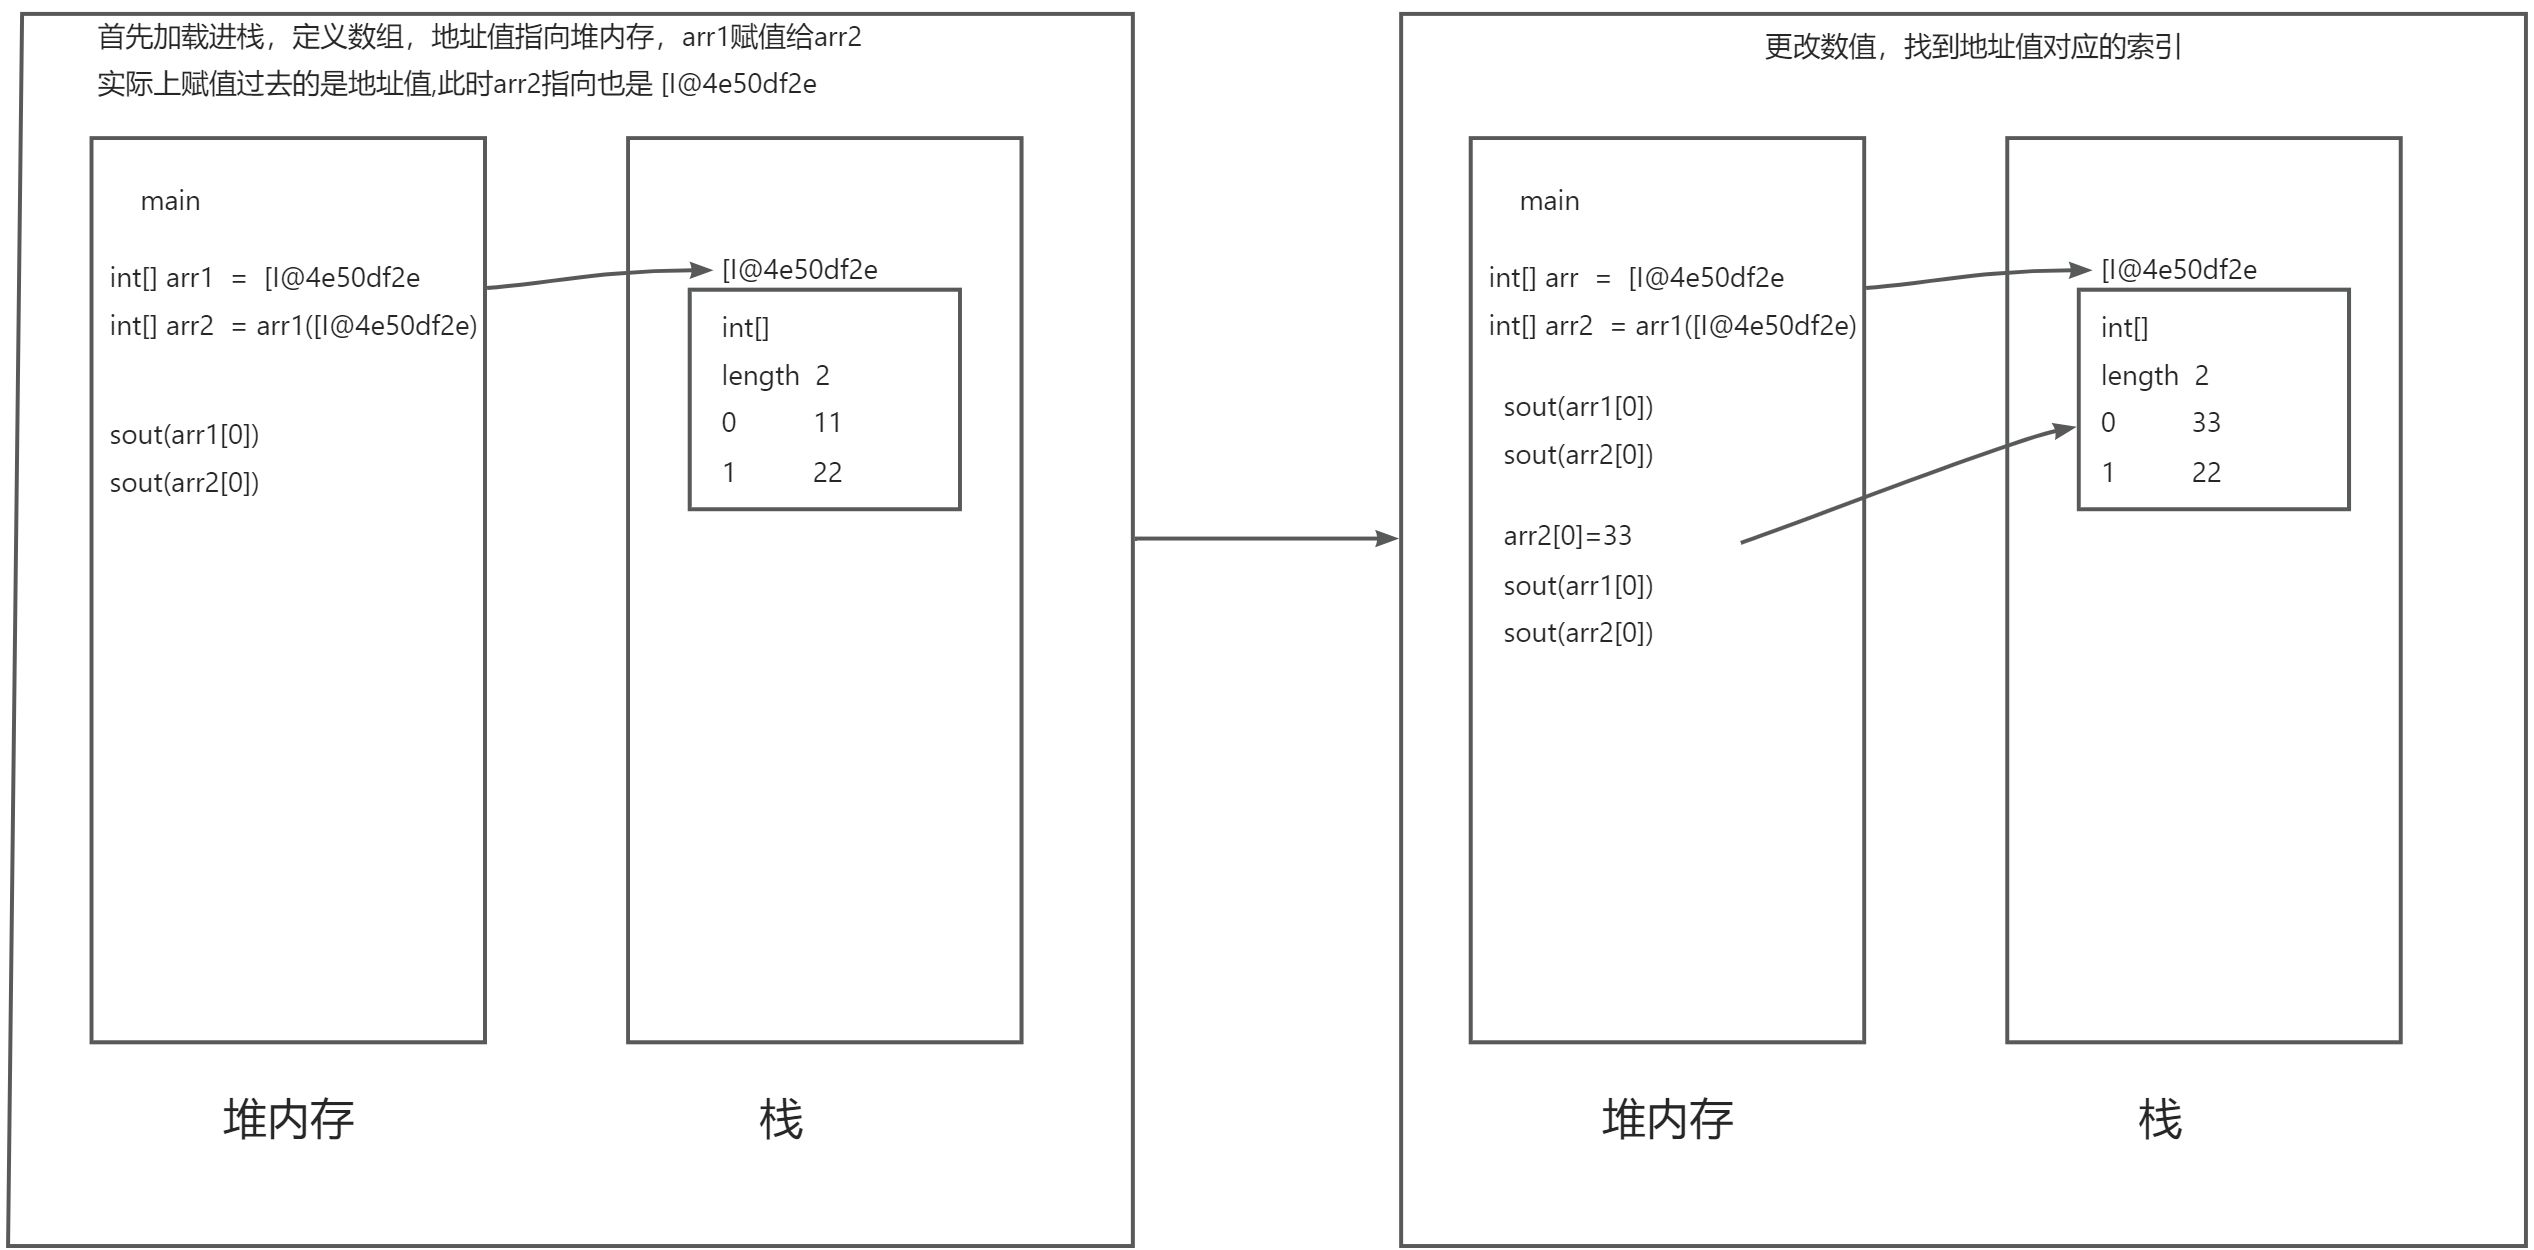 首先加载进栈，定义数组，地址值指向堆内存，arr1赋值给arr2
实际上赋值过去的是地址值,此时arr2指向也是 [I@4e50df2e
main
int[] arr1 = [I@4e50df2e
int[] arr2 = arr1([I@4e50df2e)
sout(arr1[0])
sout(arr2[0])
堆内存
[I@4e50df2e
int[]
length 2
0 11
1 22
栈
更改数值，找到地址值对应的索引
main
int[] arr = [I@4e50df2e
int[] arr2 = arr1([I@4e50df2e)
sout(arr1[0])
sout(arr2[0])
arr2[0]=33
sout(arr1[0])
sout(arr2[0])
堆内存
[I@4e50df2e
int[]
length 2
0 33
1 22
栈